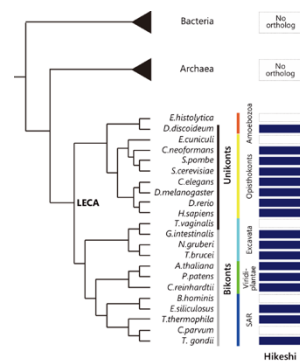 Bacteria
No
ortholog
Archaea
No
ortholog
E.histolytica
D.discoideum
E.cuniculi
C.neoformans
S.pombe
S.cerevisiae
C.elegans
D.melanogaster
D.rerio
H.sapiens
T.vaginalis
G.intestinalis
N.gruberi
T.brucei
A.thaliana
P.patens
C.reinhardtii
B.hominis
E.siliculosus
T.thermophila
C.parvum
T. gondii
LECA
Unikonts
Bikonts
Amoebozoa
Opisthokonts
Excavata
Viridi-
plantae
SAR
Hikeshi